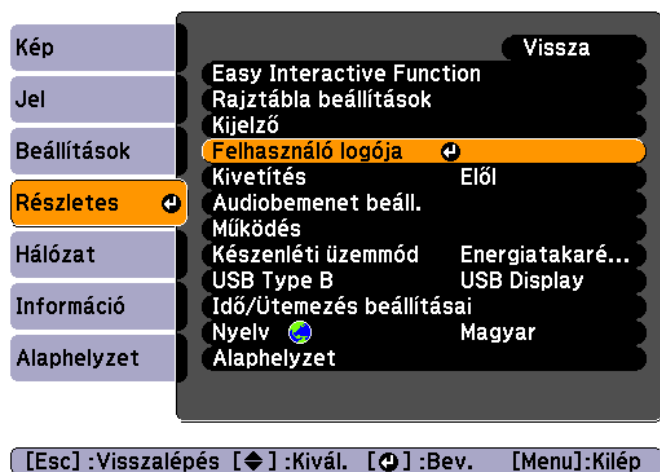 Kép
Jel
Beállítások
Részletes
Hálózat
Információ
Alaphelyzet
Vissza
Easy Interactive Function
Rajztábla beállítások
Kijelző
Felhasználó logója
Kivetítés Elől
Audiobemenet beáll.
Működés
Készenléti üzemmód Energiatakaré...
USB Type B USB Display
Idő/Ütemezés beállításai
Nyelv Magyar
Alaphelyzet
[Esc] :Visszalépés [◆] :Kivál. [⏎] :Bev. [Menu]:Kilép